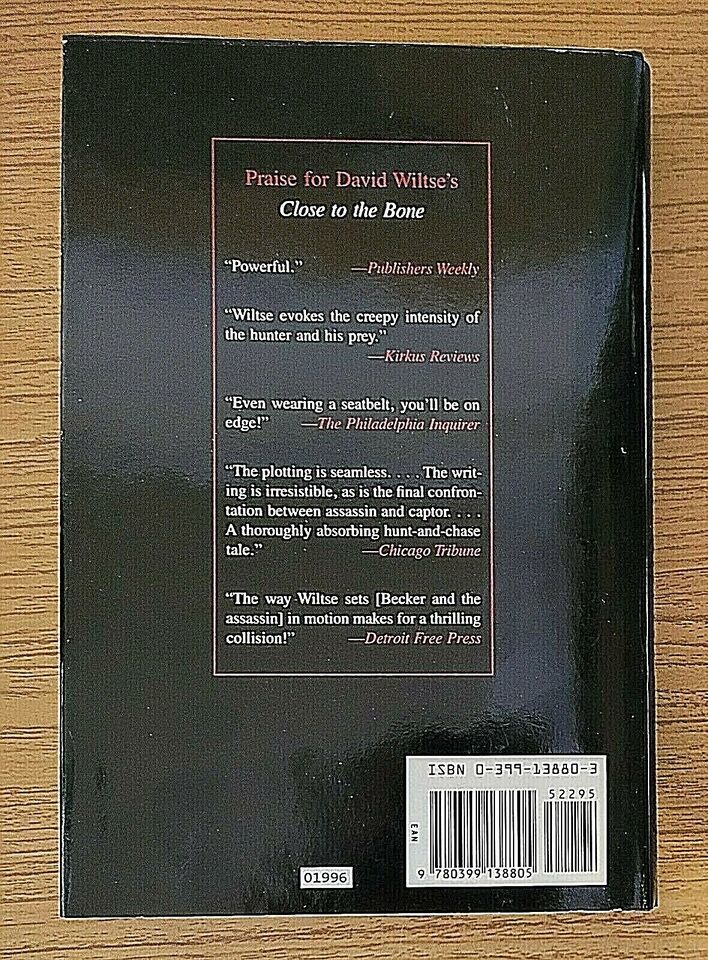 Praise for David Wiltse's
Close to the Bone
“Powerful.” —Publishers Weekly
“Wiltse evokes the creepy intensity of
the hunter and his prey.”
—Kirkus Reviews
“Even wearing a seatbelt, you'll be on
edge!” —The Philadelphia Inquirer
“The plotting is seamless. . . . The writ-
ing is irresistible, as is the final confron-
tation between assassin and captor. . . .
A thoroughly absorbing hunt-and-chase
tale.” —Chicago Tribune
“The way Wiltse sets [Becker and the
assassin] in motion makes for a thrilling
collision!” —Detroit Free Press
ISBN 0-399-13880-3
52295
EAN
9 780399 138805
01996